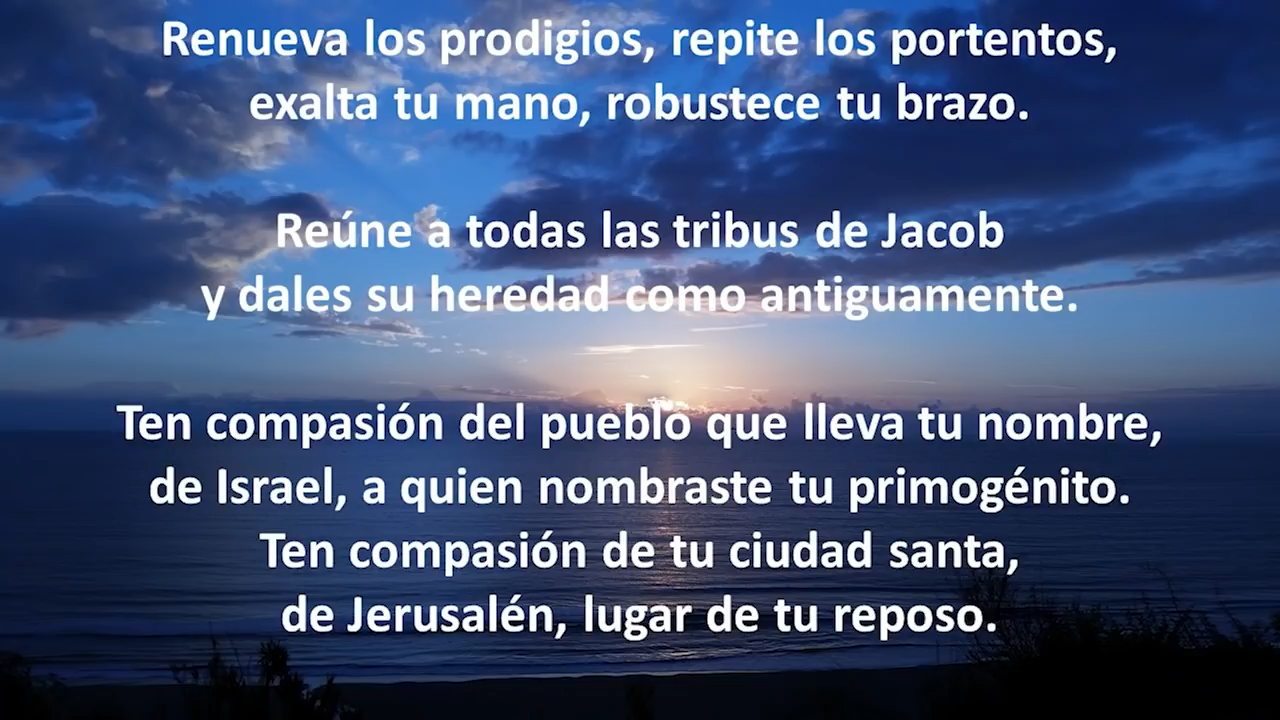 Renueva los prodigios, repite los portentos,
exalta tu mano, robustece tu brazo.
Reúne a todas las tribus de Jacob
y dales su heredad como antiguamente.
Ten compasión del pueblo que lleva tu nombre,
de Israel, a quien nombraste tu primogénito.
Ten compasión de tu ciudad santa,
de Jerusalén, lugar de tu reposo.